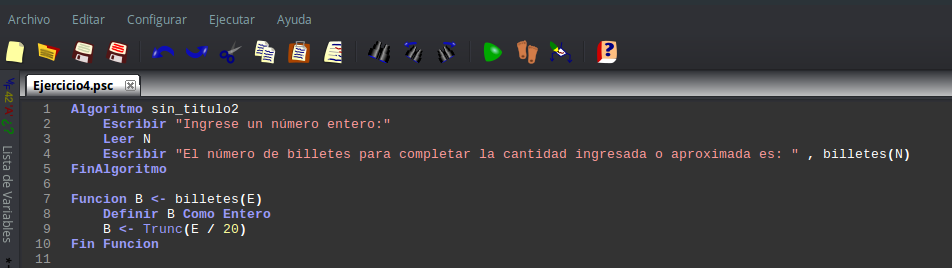 Archivo Editar Configurar Ejecutar Ayuda
Ejercicio4.psc
1 Algoritmo sin_titulo2
2 Escribir "Ingrese un número entero:"
3 Leer N
4 Escribir "El número de billetes para completar la cantidad ingresada o aproximada es: " , billetes(N)
5 FinAlgoritmo
6
7 Funcion B <- billetes(E)
8 Definir B Como Entero
9 B <- Trunc(E / 20)
10 Fin Funcion
11
Lista de Variables